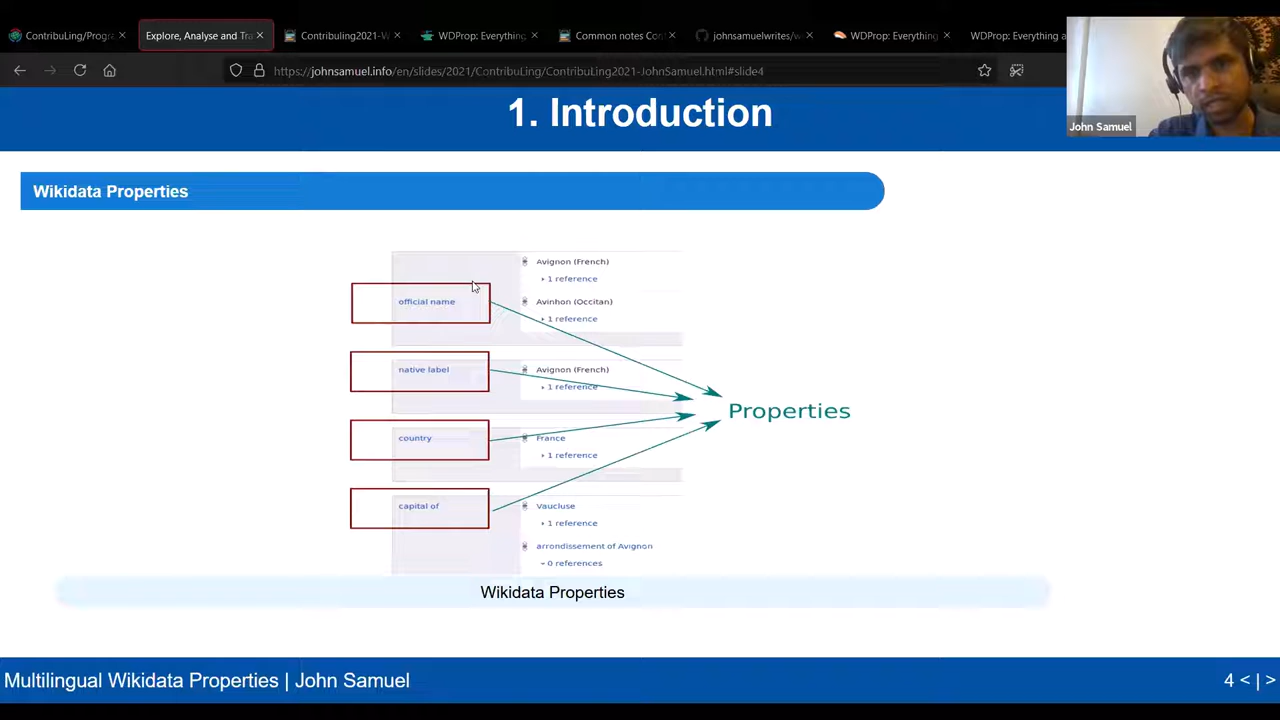 ContribuLing/Progra
Explore, Analyse and Tra
Contribuling2021-W
WDProp: Everything
Common notes Con
johnsamuelwrites/w
WDProp: Everything
WDProp: Everything a
https://johnsamuel.info/en/slides/2021/ContribuLing/ContribuLing2021-JohnSamuel.html#slide4
John Samuel
1. Introduction
Wikidata Properties
Avignon (French)
1 reference
official name
Avinhon (Occitan)
1 reference
native label
Avignon (French)
1 reference
Properties
country
France
1 reference
capital of
Vaucluse
1 reference
arrondissement of Avignon
0 references
Wikidata Properties
Multilingual Wikidata Properties | John Samuel
4 < | >